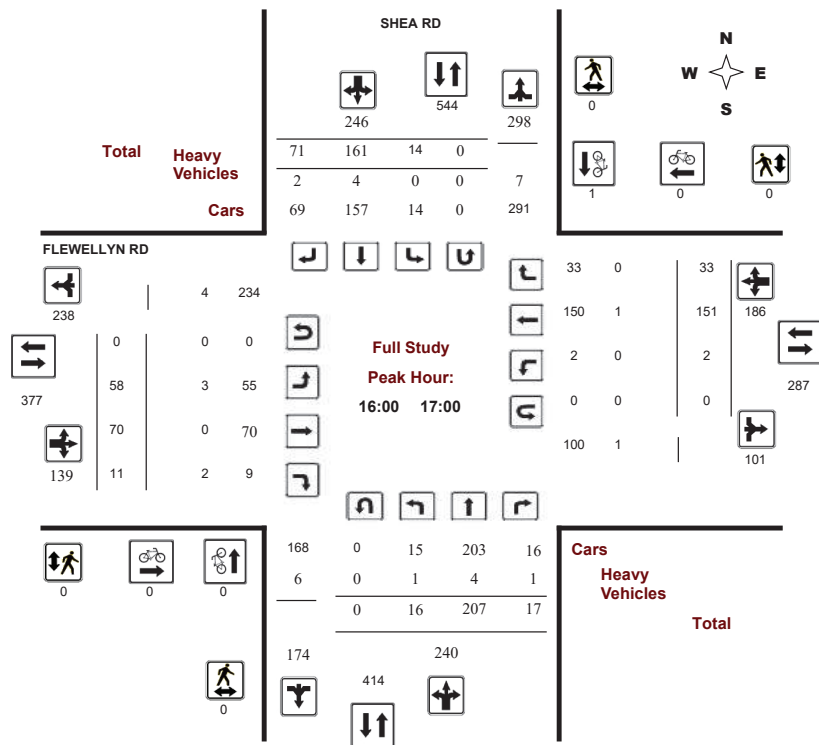 SHEA RD
N
W E
S
544
0
246 298
Total Heavy Vehicles
71 161 14 0
2 4 0 0 7
Cars 69 157 14 0 291
1 0 0
FLEWELLYN RD
238
4 234
0 0 0
377
58 3 55
70 0 70
139
11 2 9
Full Study
Peak Hour:
16:00 17:00
33 0 33
186
150 1 151
287
2 0 2
0 0 0
100 1
101
168 0 15 203 16
6 0 1 4 1
0 16 207 17
Cars
Heavy
Vehicles
Total
0 0 0
174 240
414
0